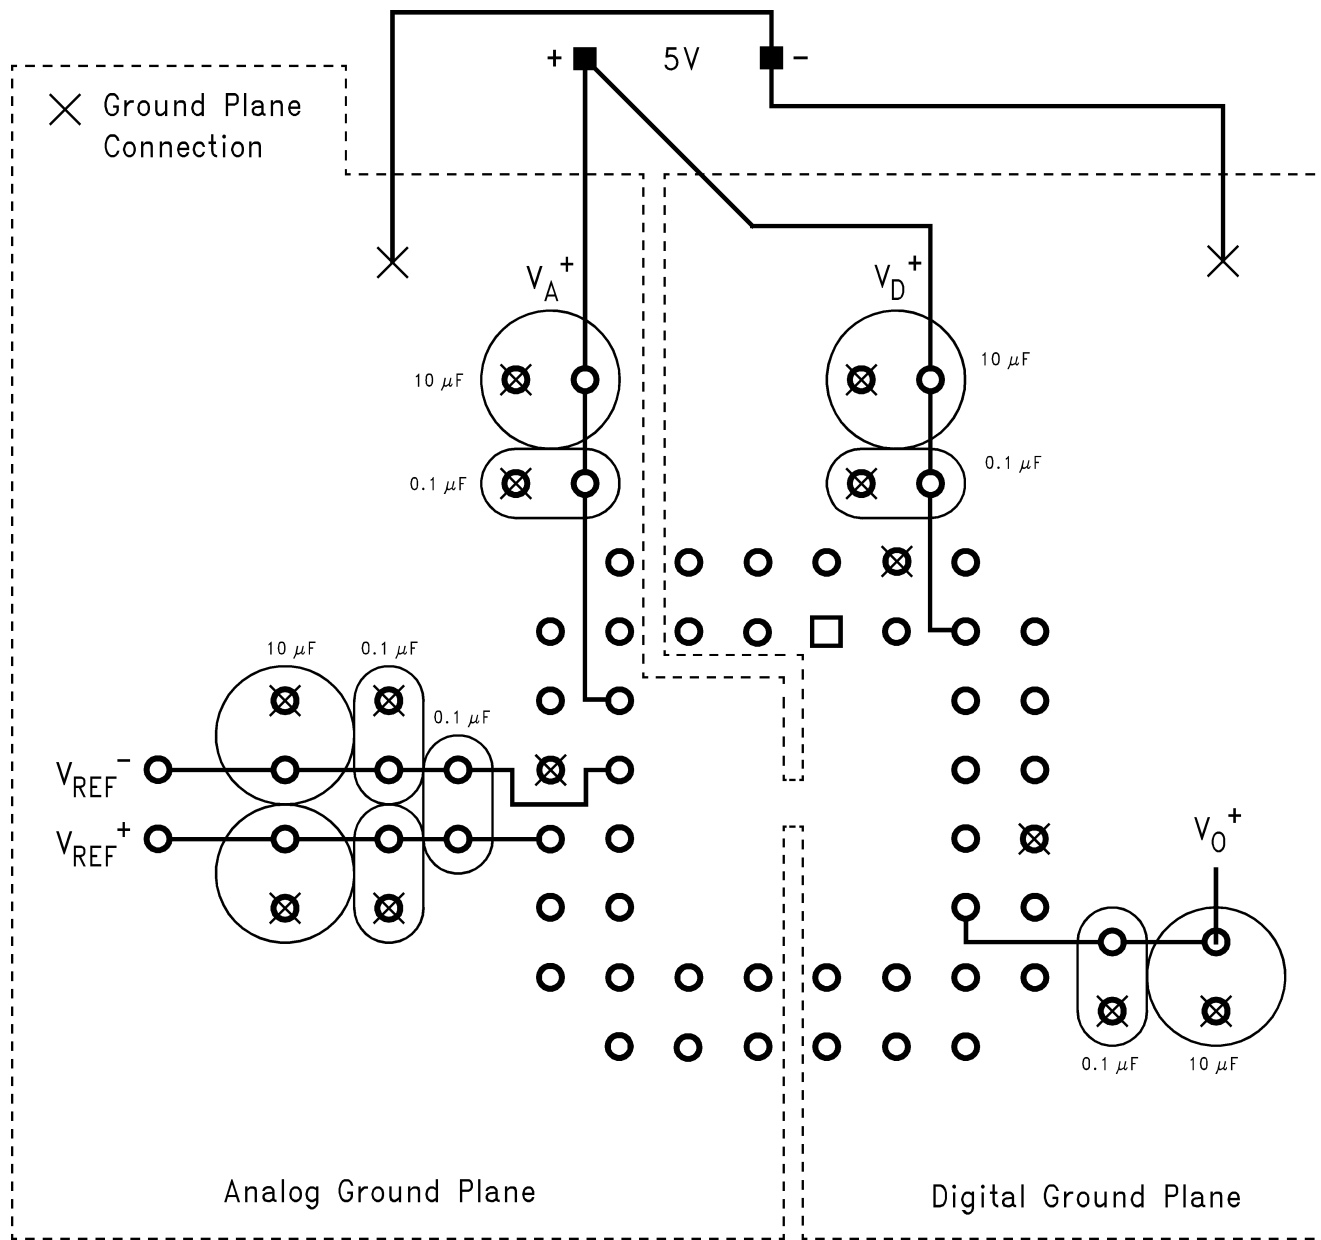 + 5V −
Ground Plane
Connection
VA+
VD+
10 µF
10 µF
0.1 µF
0.1 µF
10 µF
0.1 µF
0.1 µF
VREF−
VREF+
VO+
0.1 µF
10 µF
Analog Ground Plane
Digital Ground Plane